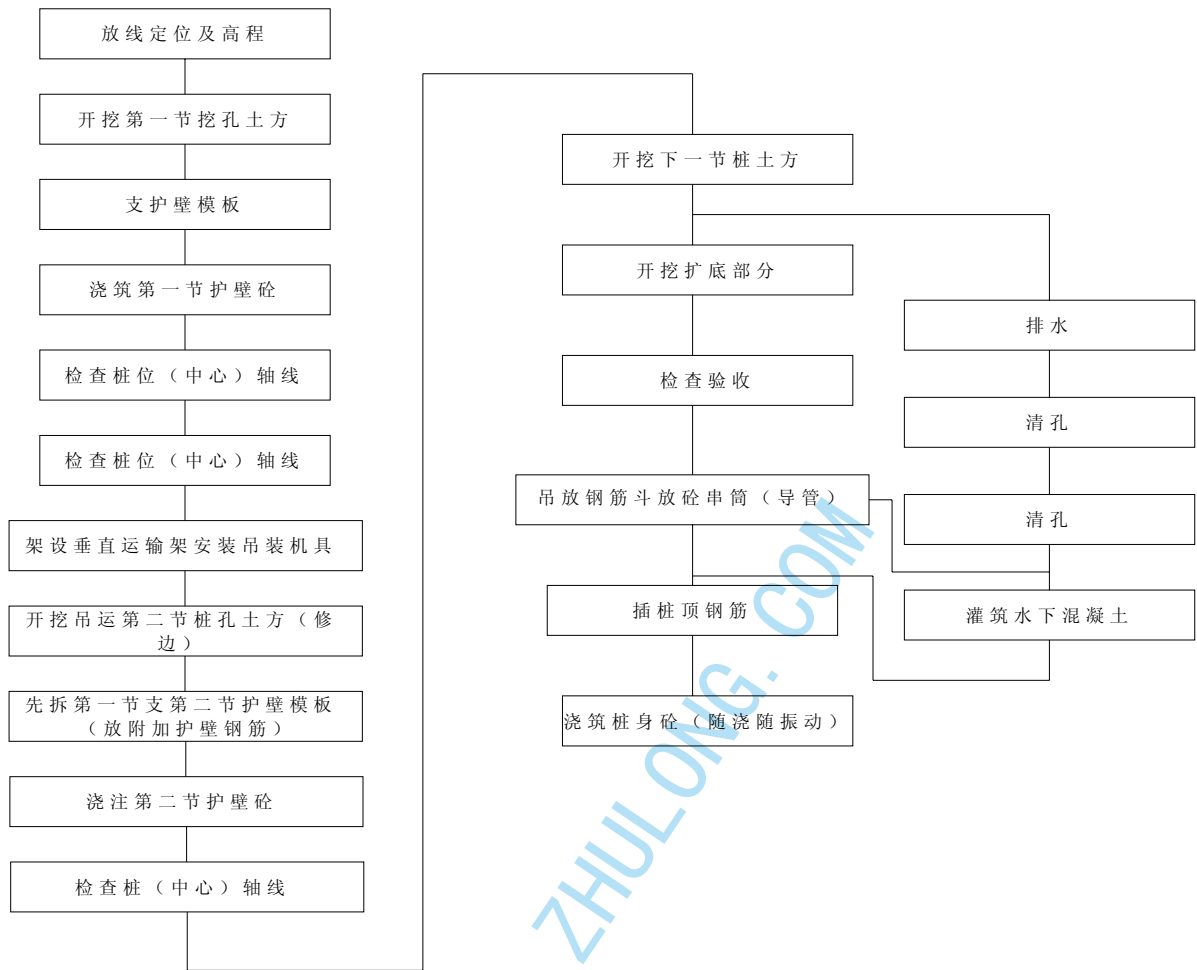 放线定位及高程
开挖第一节挖孔土方
支护壁模板
浇筑第一节护壁砼
检查桩位（中心）轴线
检查桩位（中心）轴线
架设垂直运输架安装吊装机具
开挖吊运第二节桩孔土方（修
边）
先拆第一节支第二节护壁模板
（放附加护壁钢筋）
浇注第二节护壁砼
检查桩（中心）轴线
开挖下一节桩土方
开挖扩底部分
检查验收
吊放钢筋斗放砼串筒（导管）
插桩顶钢筋
浇筑桩身砼（随浇随振动）
排水
清孔
清孔
灌筑水下混凝土
ZHULONG.COM